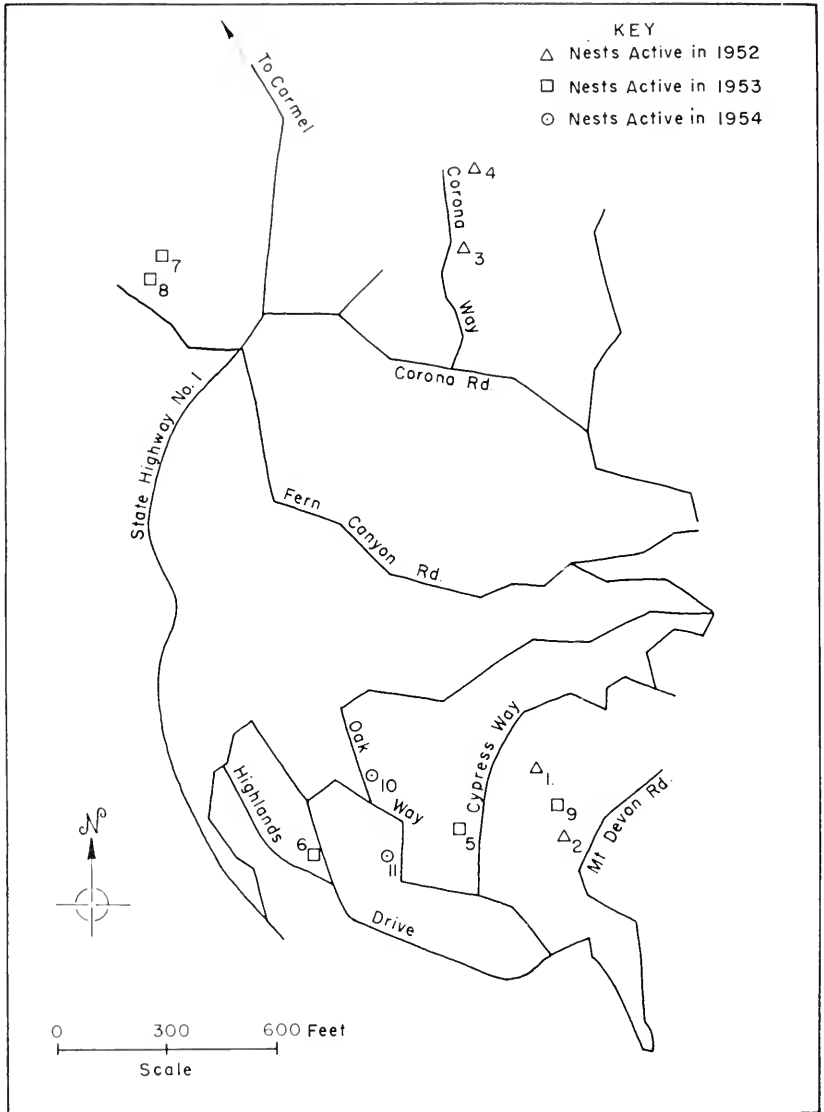 KEY
△ Nests Active in 1952
□ Nests Active in 1953
⊙ Nests Active in 1954
To Carmel
4
3
Corona Way
7
8
State Highway No. 1
Corona Rd.
Fern Canyon Rd.
Oak Way
10
Cypress Way
1.
9
2
Mt Devon Rd.
5
Highlands Drive
6
11
N
0 300 600 Feet
Scale